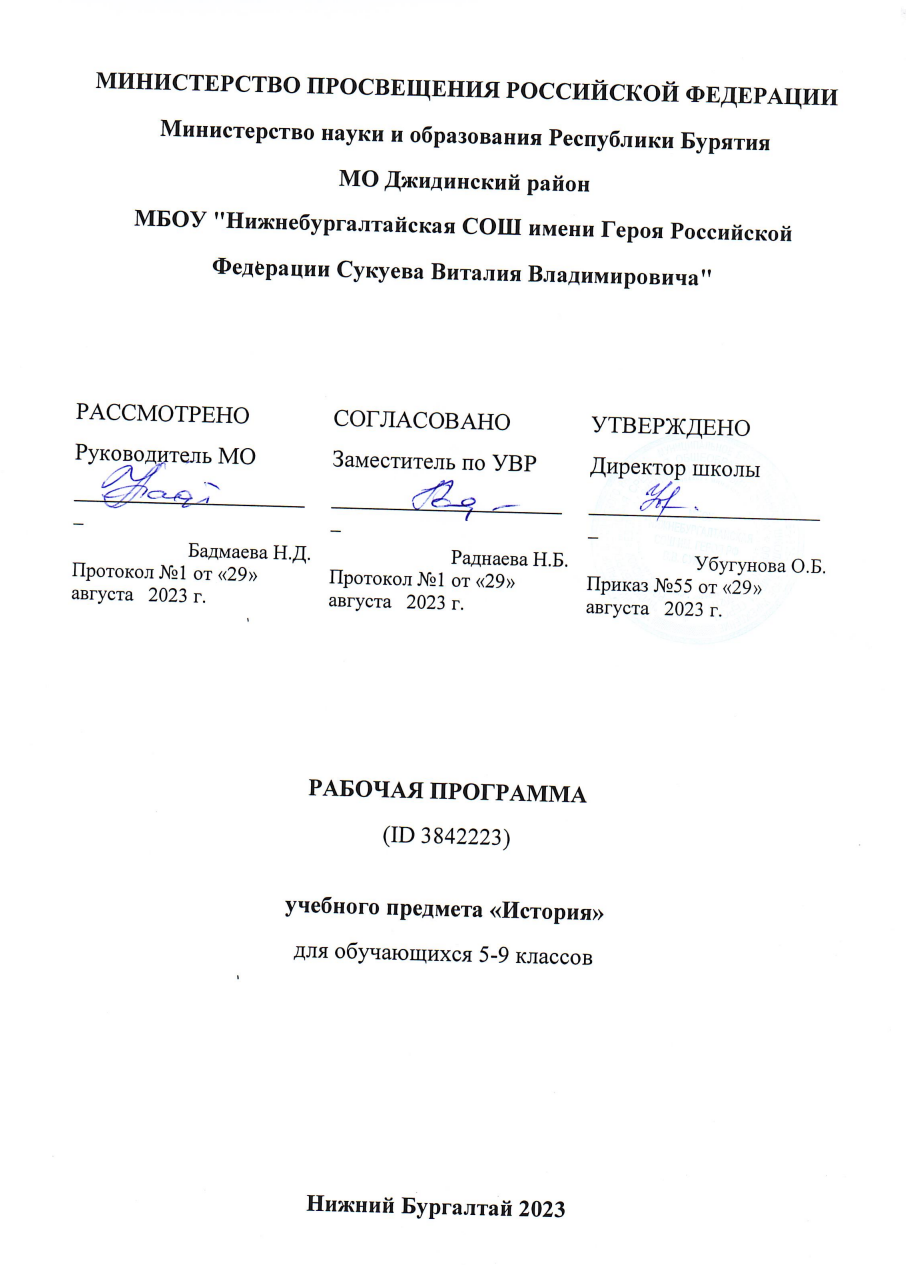 МИНИСТЕРСТВО ПРОСВЕЩЕНИЯ РОССИЙСКОЙ ФЕДЕРАЦИИ
Министерство науки и образования Республики Бурятия
МО Джидинский район
МБОУ "Нижнебургалтайская СОШ имени Героя Российской
Федерации Сукуева Виталия Владимировича"
РАССМОТРЕНО
Руководитель МО
Бадмаева Н.Д.
Протокол №1 от «29»
августа 2023 г.
СОГЛАСОВАНО
Заместитель по УВР
Раднаева Н.Б.
Протокол №1 от «29»
августа 2023 г.
УТВЕРЖДЕНО
Директор школы
Убугунова О.Б.
Приказ №55 от «29»
августа 2023 г.
РАБОЧАЯ ПРОГРАММА
(ID 3842223)
учебного предмета «История»
для обучающихся 5-9 классов
Нижний Бургалтай 2023